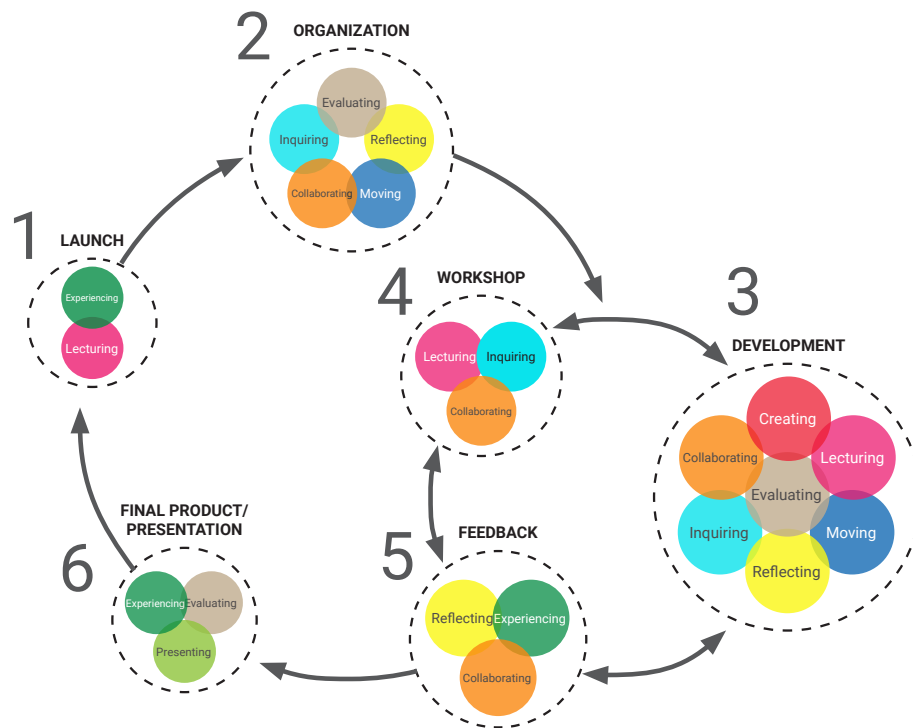 1
LAUNCH
Experiencing
Lecturing
2
ORGANIZATION
Evaluating
Inquiring
Reflecting
Collaborating
Moving
3
DEVELOPMENT
Creating
Collaborating
Lecturing
Evaluating
Inquiring
Moving
Reflecting
4
WORKSHOP
Lecturing
Inquiring
Collaborating
5
FEEDBACK
Reflecting
Experiencing
Collaborating
6
FINAL PRODUCT/
PRESENTATION
Experiencing
Evaluating
Presenting